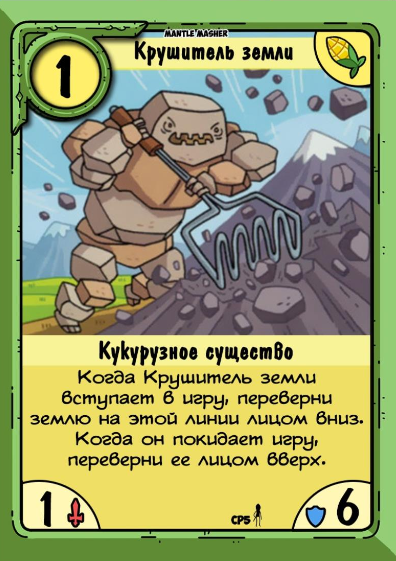 MANTLE MASHER
Крушитель земли
1
Кукурузное существо
Когда Крушитель земли
вступает в игру, переверни
землю на этой линии лицом вниз.
Когда он покидает игру,
переверни ее лицом вверх.
1
CP5
6